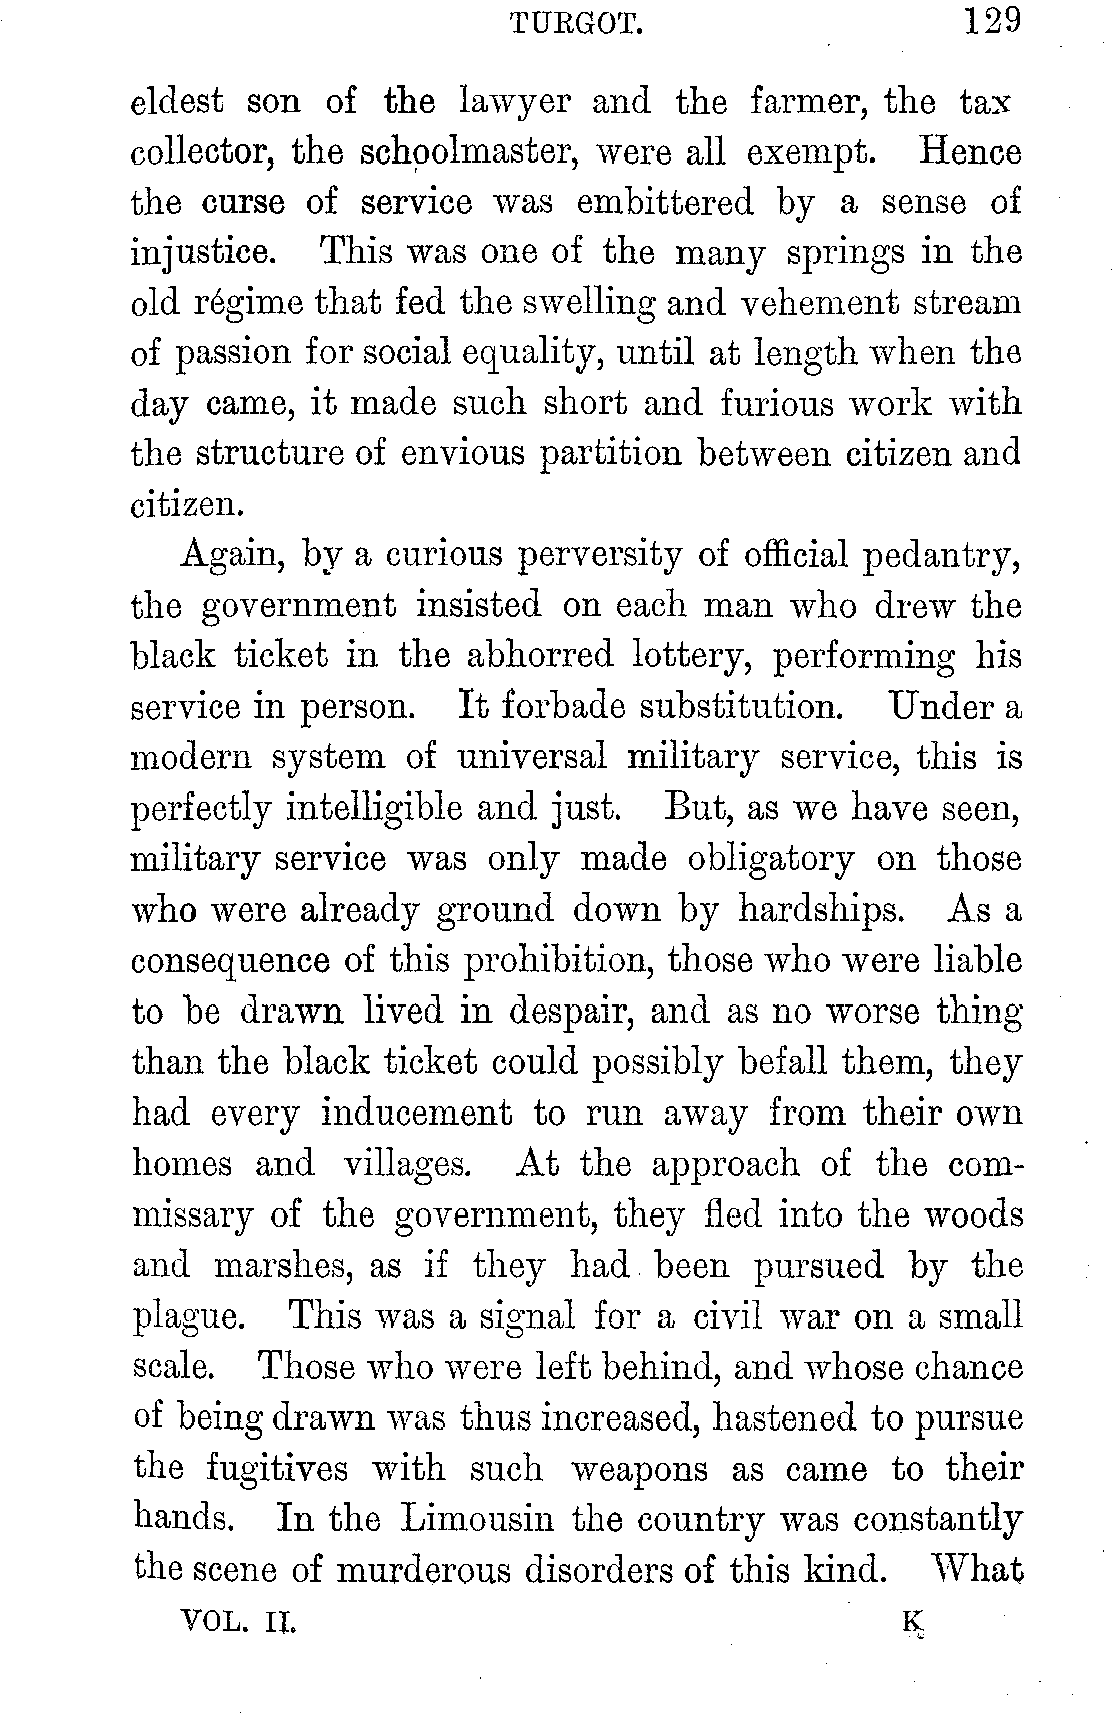 TURGOT. 129
eldest son of the lawyer and the farmer, the tax
collector, the schoolmaster, were all exempt. Hence
the curse of service was embittered by a sense of
injustice. This was one of the many springs in the
old régime that fed the swelling and vehement stream
of passion for social equality, until at length when the
day came, it made such short and furious work with
the structure of envious partition between citizen and
citizen.
Again, by a curious perversity of official pedantry,
the government insisted on each man who drew the
black ticket in the abhorred lottery, performing his
service in person. It forbade substitution. Under a
modern system of universal military service, this is
perfectly intelligible and just. But, as we have seen,
military service was only made obligatory on those
who were already ground down by hardships. As a
consequence of this prohibition, those who were liable
to be drawn lived in despair, and as no worse thing
than the black ticket could possibly befall them, they
had every inducement to run away from their own
homes and villages. At the approach of the com-
missary of the government, they fled into the woods
and marshes, as if they had been pursued by the
plague. This was a signal for a civil war on a small
scale. Those who were left behind, and whose chance
of being drawn was thus increased, hastened to pursue
the fugitives with such weapons as came to their
hands. In the Limousin the country was constantly
the scene of murderous disorders of this kind. What
VOL. II. K